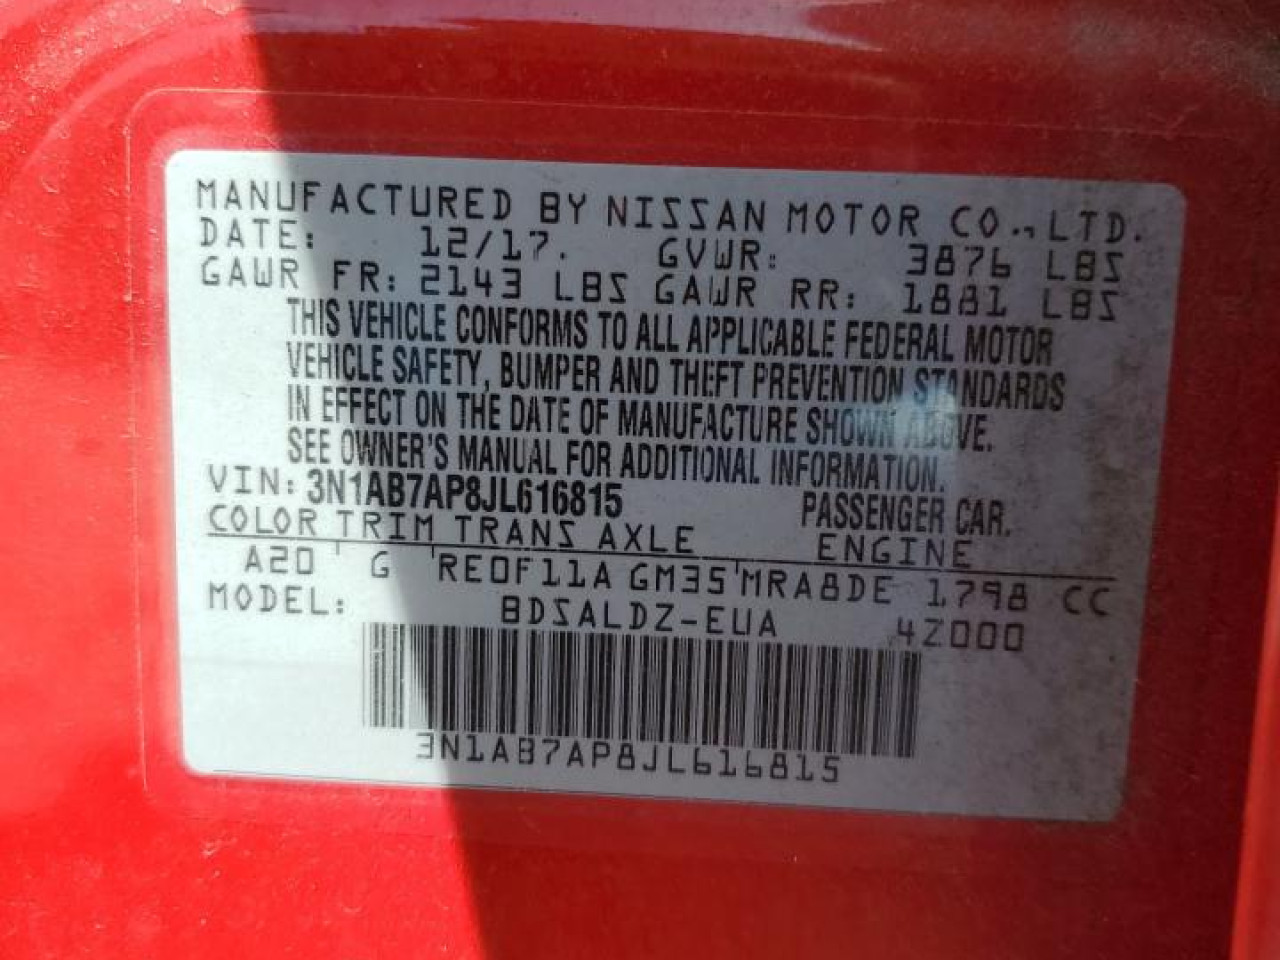 MANUFACTURED BY NISSAN MOTOR CO., LTD.
DATE: 12/17. GVWR: 3876 LBS
GAWR FR: 2143 LBS GAWR RR: 1881 LBS
THIS VEHICLE CONFORMS TO ALL APPLICABLE FEDERAL MOTOR
VEHICLE SAFETY, BUMPER AND THEFT PREVENTION STANDARDS
IN EFFECT ON THE DATE OF MANUFACTURE SHOWN ABOVE.
SEE OWNER'S MANUAL FOR ADDITIONAL INFORMATION.
VIN: 3N1AB7AP8JL616815 PASSENGER CAR.
COLOR TRIM TRANS AXLE ENGINE
A20 ' G 'RE0F11A GM35'MRA8DE 1798 CC
MODEL: BDSALDZ-EUA 4Z000
3N1AB7AP8JL616815